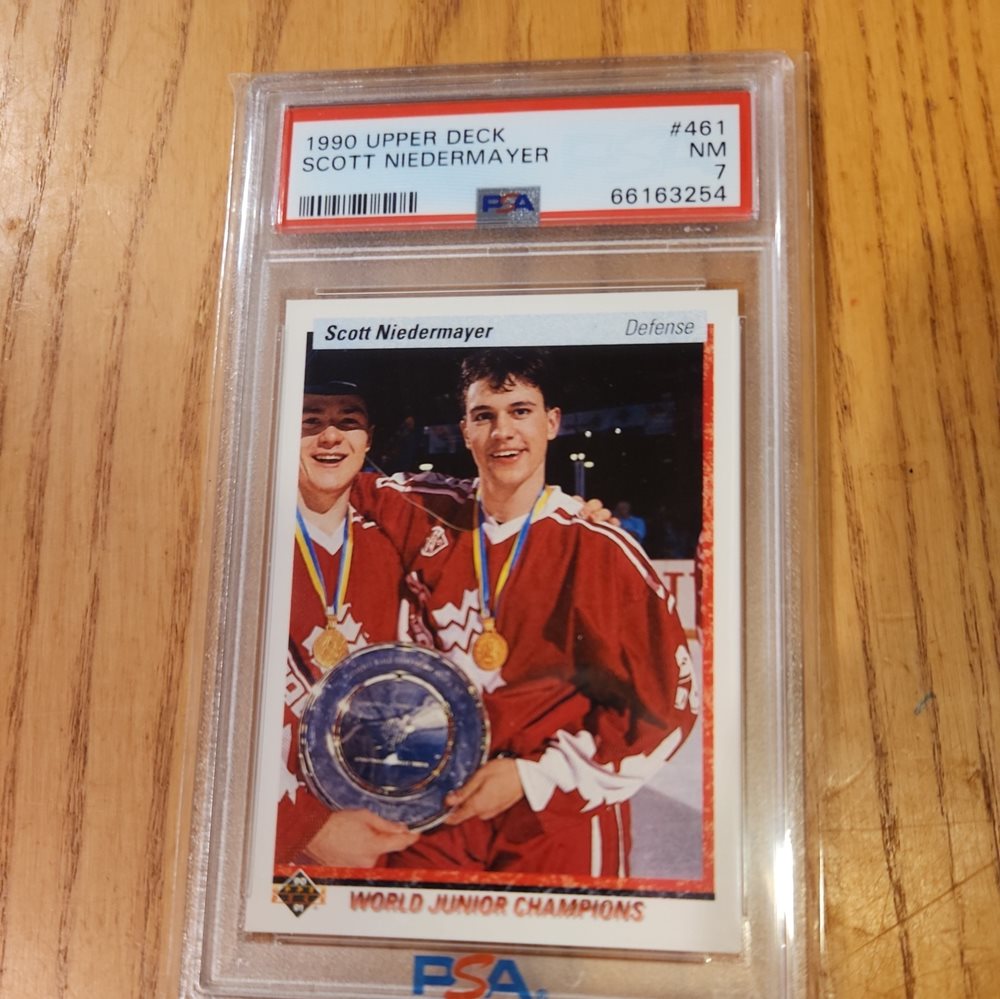 1990 UPPER DECK #461
SCOTT NIEDERMAYER NM
7
PSA 66163254
Scott Niedermayer Defense
WORLD JUNIOR CHAMPIONS
PSA